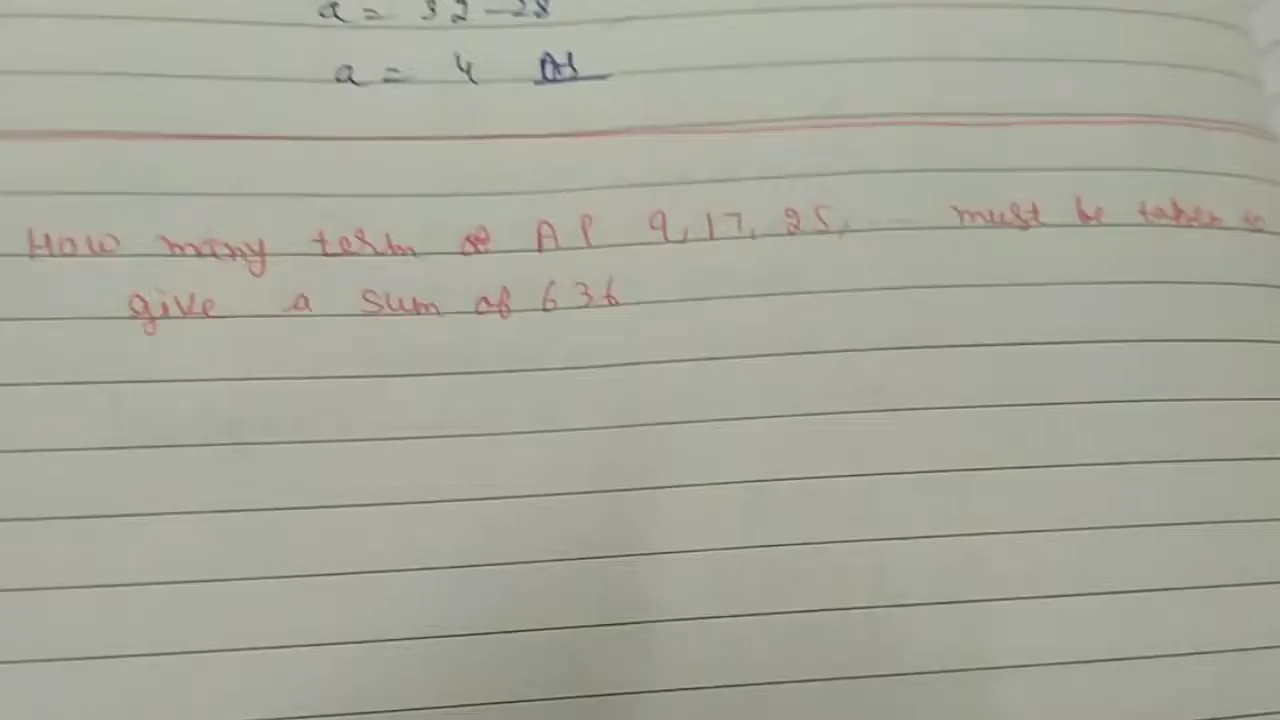 a = 32 - 28
a = 4 Ans
How many term of AP 9, 17, 25, ... must be taken
give a sum of 636